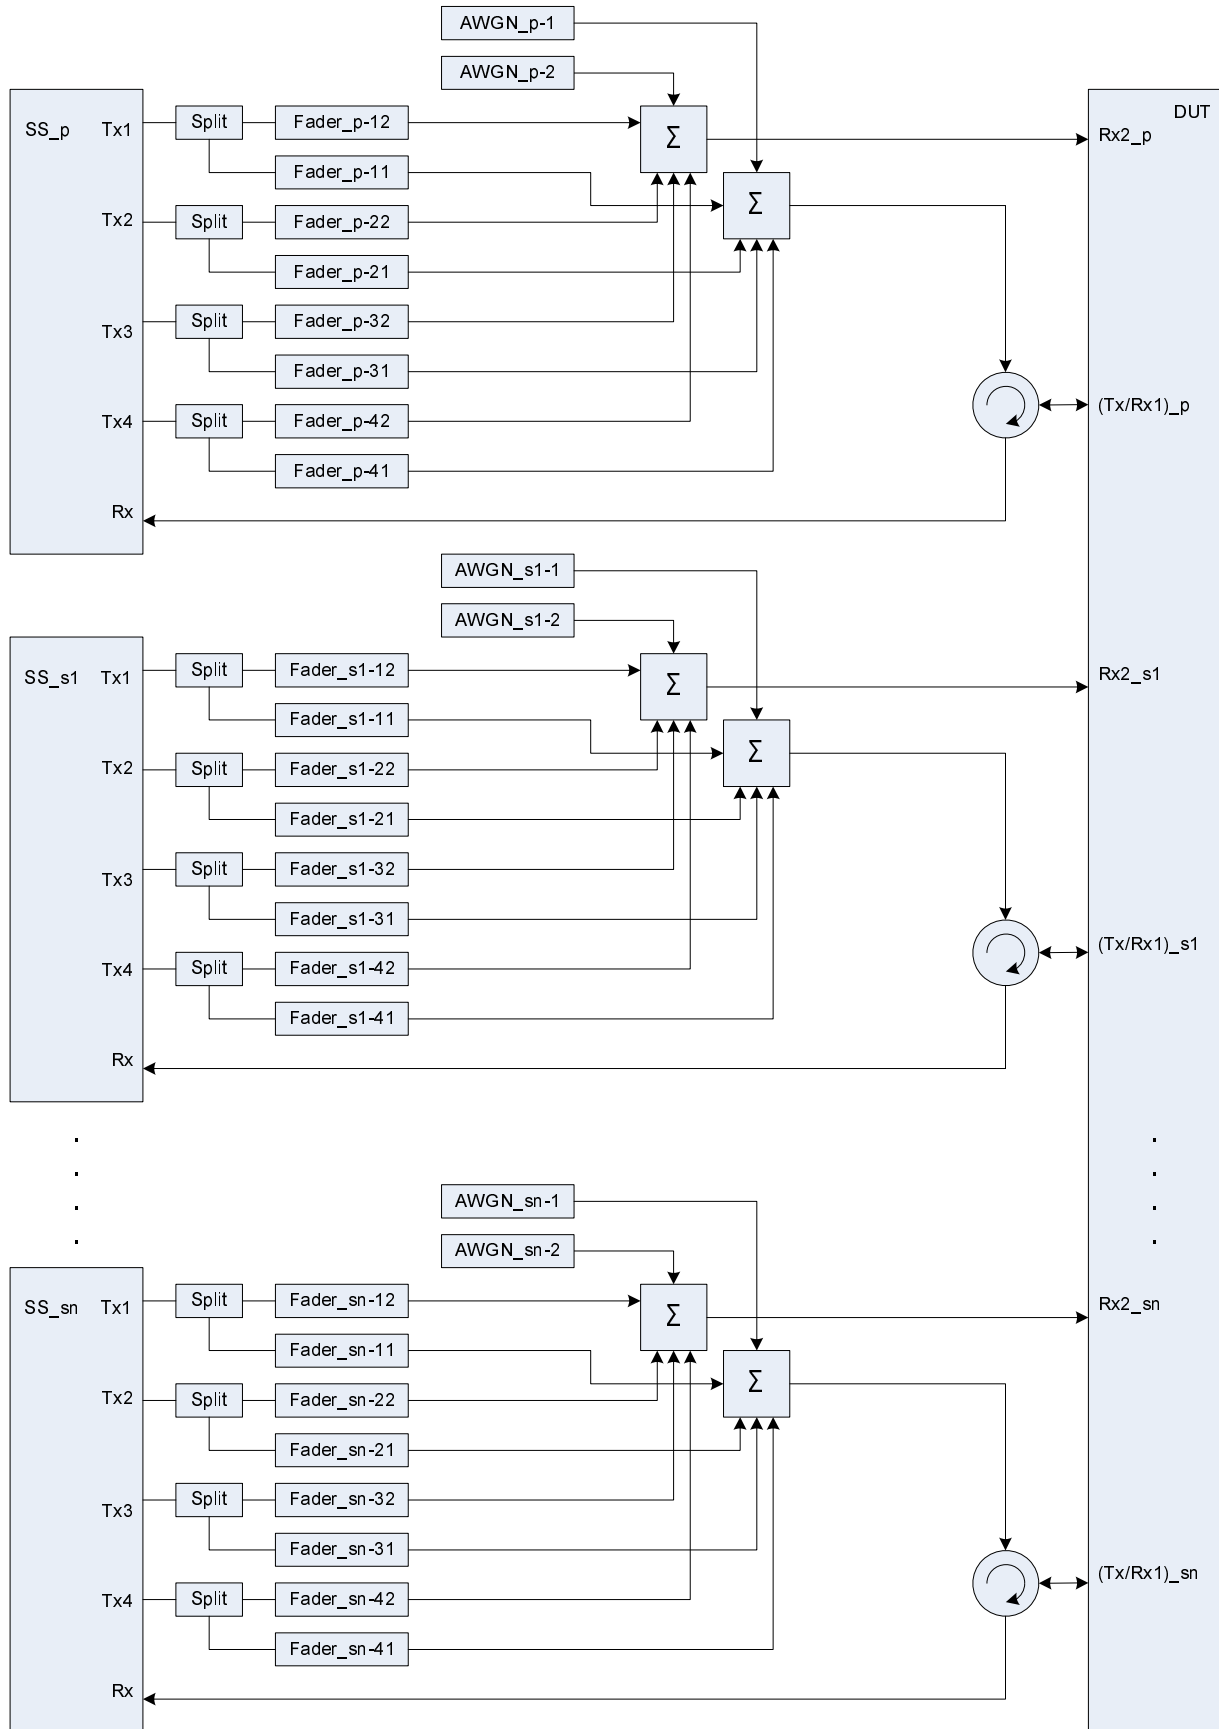 AWGN_p-1
AWGN_p-2
DUT
SS_p
Tx1
Split
Fader_p-12
Σ
Rx2_p
Fader_p-11
Tx2
Split
Fader_p-22
Σ
Fader_p-21
Tx3
Split
Fader_p-32
Fader_p-31
Tx4
Split
Fader_p-42
(Tx/Rx1)_p
Fader_p-41
Rx
AWGN_s1-1
AWGN_s1-2
SS_s1
Tx1
Split
Fader_s1-12
Σ
Rx2_s1
Fader_s1-11
Tx2
Split
Fader_s1-22
Σ
Fader_s1-21
Tx3
Split
Fader_s1-32
Fader_s1-31
Tx4
Split
Fader_s1-42
(Tx/Rx1)_s1
Fader_s1-41
Rx
.
.
.
.
.
.
.
.
AWGN_sn-1
AWGN_sn-2
SS_sn
Tx1
Split
Fader_sn-12
Σ
Rx2_sn
Fader_sn-11
Tx2
Split
Fader_sn-22
Σ
Fader_sn-21
Tx3
Split
Fader_sn-32
Fader_sn-31
Tx4
Split
Fader_sn-42
(Tx/Rx1)_sn
Fader_sn-41
Rx